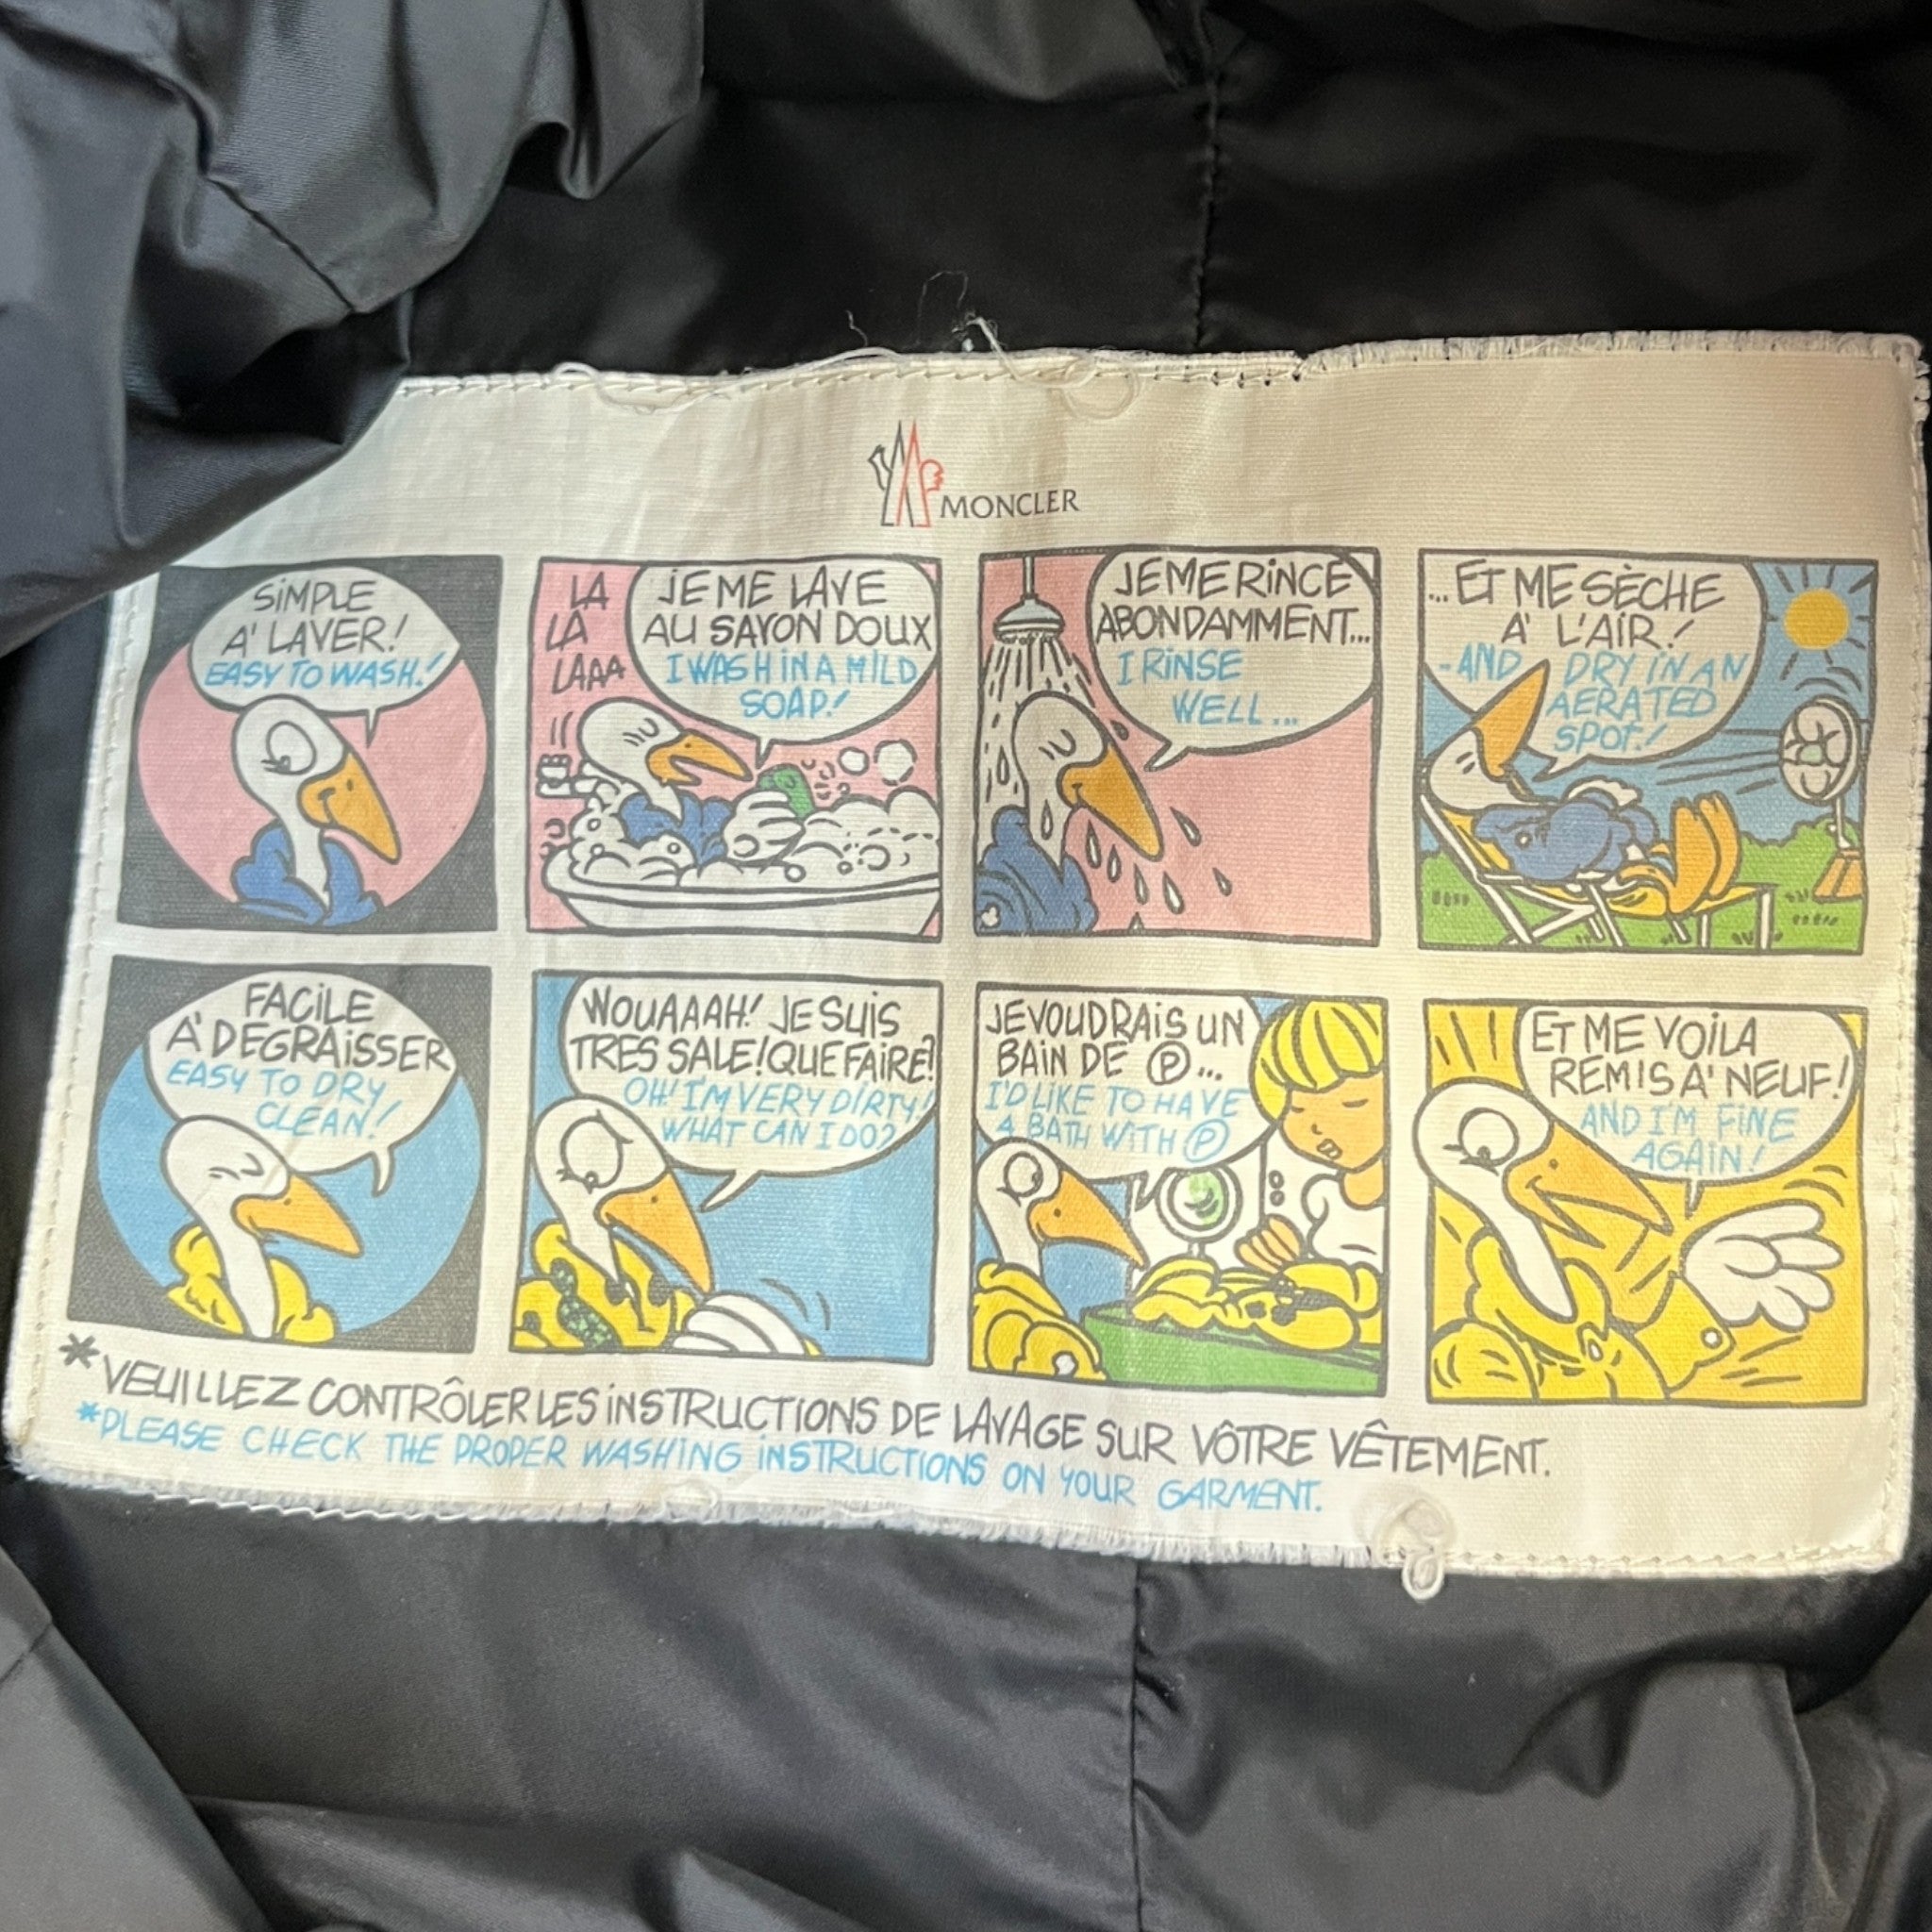 MONCLER
SiMPLE
A' LAVER!
EASY TO WASH!
LA
LA
LAAA
JE ME LAVE
AU SAVON DOUX
I WASH iN A MiLD
SOAP!
JE ME RiNCE
ABONDAMMENT...
I RiNSE
WELL...
...ET ME SÈCHE
A' L'AiR!
-AND DRY iN AN
AERATED
SPOT!
FACiLE
A' DEGRAiSSER
EASY TO DRY
CLEAN!
WOUAAAH! JE SUiS
TRES SALE! QUE FAiRE?
OH! I'M VERY DiRTY!
WHAT CAN I DO?
JE VOUDRAiS UN
BAiN DE Ⓟ...
I'D LiKE TO HAVE
A BATH WiTH Ⓟ
ET ME VOiLA
REMiS A' NEUF!
AND I'M FiNE
AGAiN!
*VEUiLLEZ CONTRÔLER LES iNSTRUCTiONS DE LAVAGE SUR VÔTRE VÊTEMENT.
*PLEASE CHECK THE PROPER WASHiNG iNSTRUCTiONS ON YOUR GARMENT.